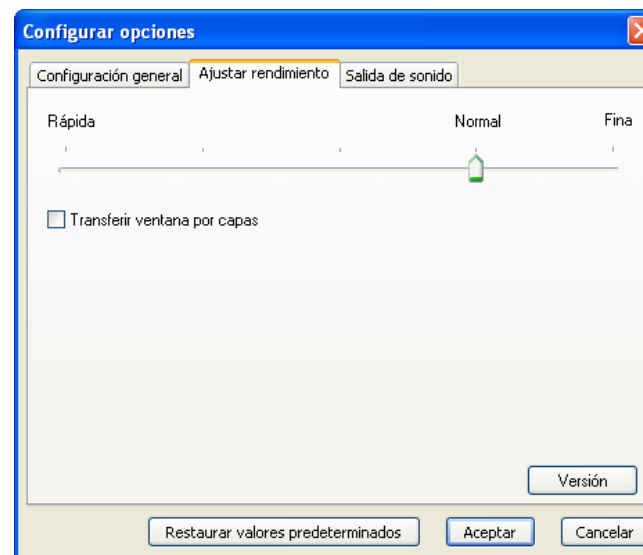 Configurar opciones
Configuración general Ajustar rendimiento Salida de sonido
Rápida Normal Fina
Transferir ventana por capas
Versión
Restaurar valores predeterminados Aceptar Cancelar